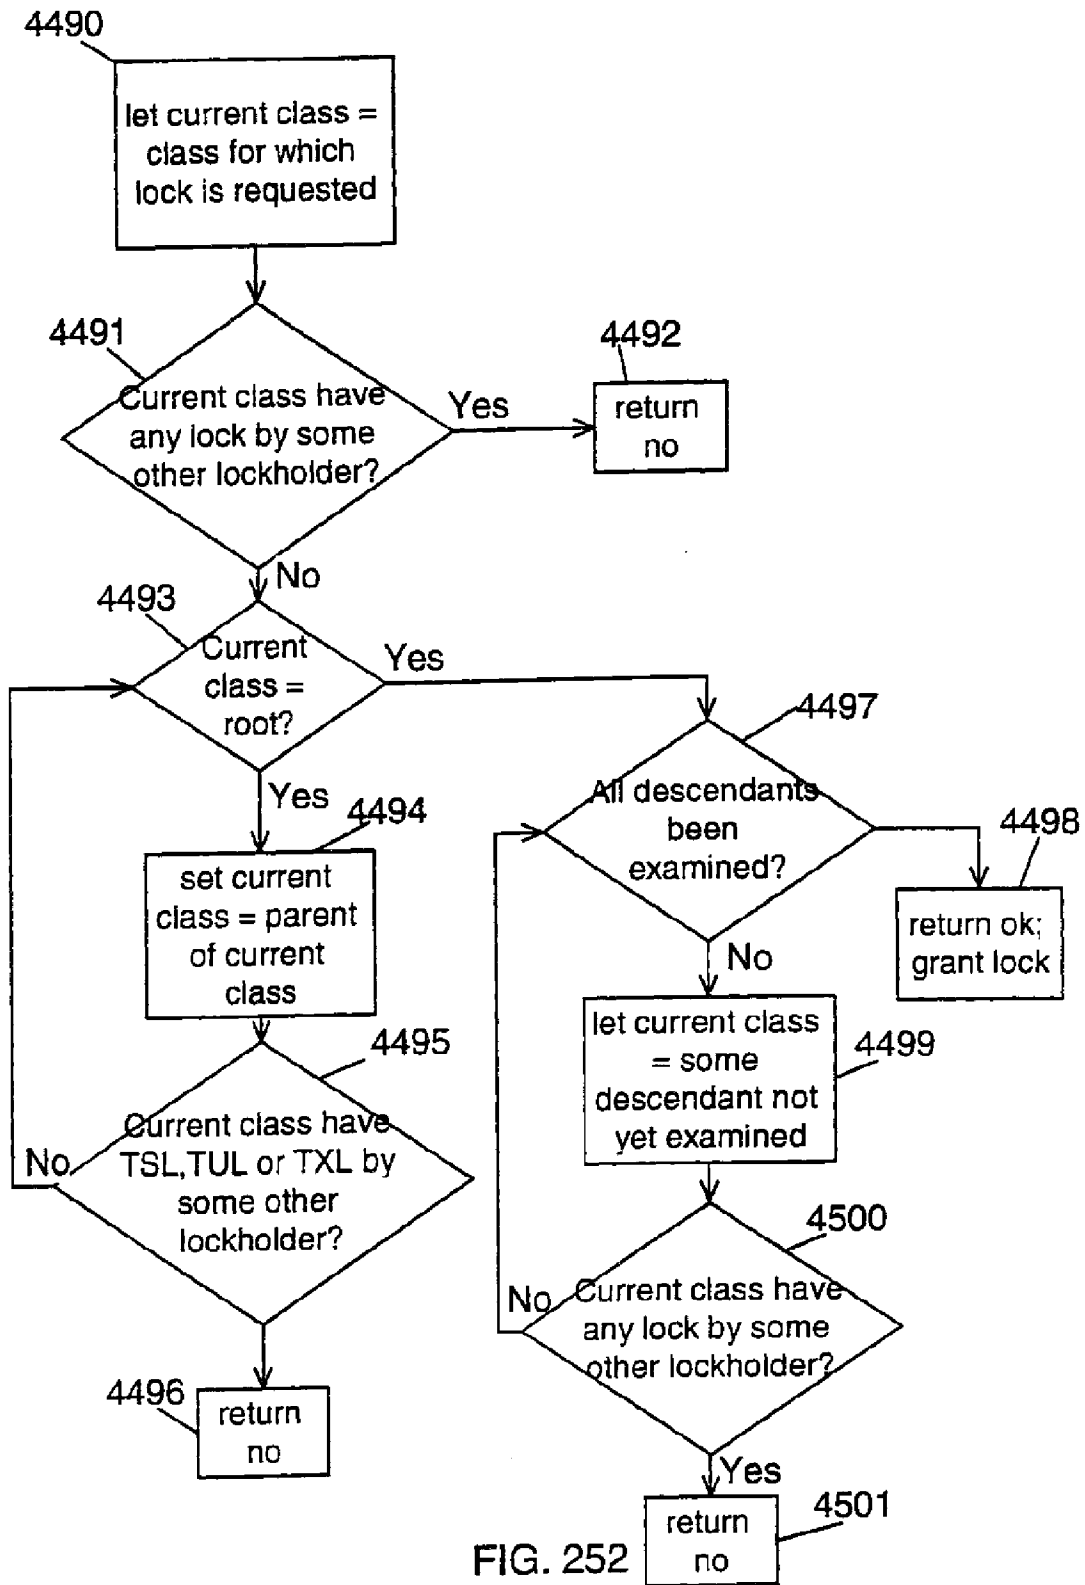 4490
let current class =
class for which
lock is requested
4491
Current class have
any lock by some
other lockholder?
Yes
4492
return
no
No
4493
Current
class =
root?
Yes
Yes
4494
set current
class = parent
of current
class
4495
Current class have
TSL,TUL or TXL by
some other
lockholder?
No
4496
return
no
4497
All descendants
been
examined?
4498
return ok;
grant lock
No
let current class
= some
descendant not
yet examined
4499
4500
Current class have
any lock by some
other lockholder?
No
Yes
return
no
4501
FIG. 252